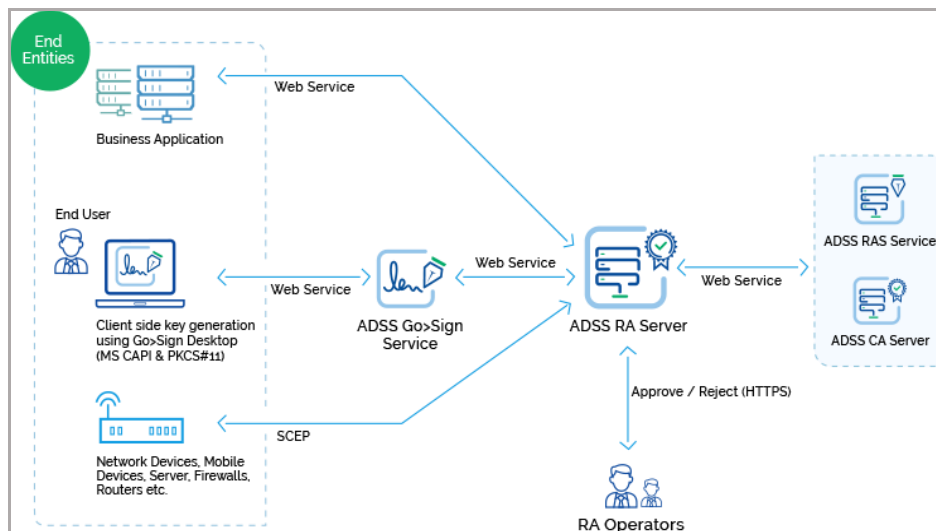 End
Entities
Web Service
Business Application
End User
Client side key generation
using Go>Sign Desktop
(MS CAPI & PKCS#11)
Web Service
ADSS Go>Sign
Service
Web Service
ADSS RA Server
Web Service
ADSS RAS Service
ADSS CA Server
Approve / Reject (HTTPS)
SCEP
Network Devices, Mobile
Devices, Server, Firewalls,
Routers etc.
RA Operators